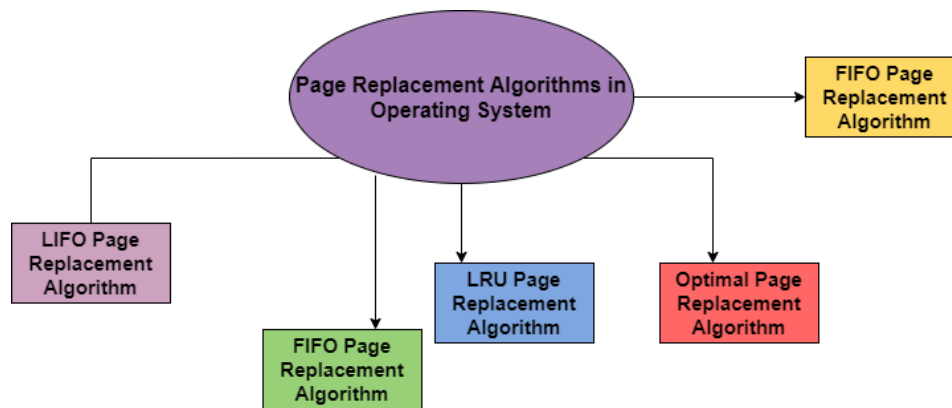 Page Replacement Algorithms in
Operating System
FIFO Page
Replacement
Algorithm
LIFO Page
Replacement
Algorithm
FIFO Page
Replacement
Algorithm
LRU Page
Replacement
Algorithm
Optimal Page
Replacement
Algorithm